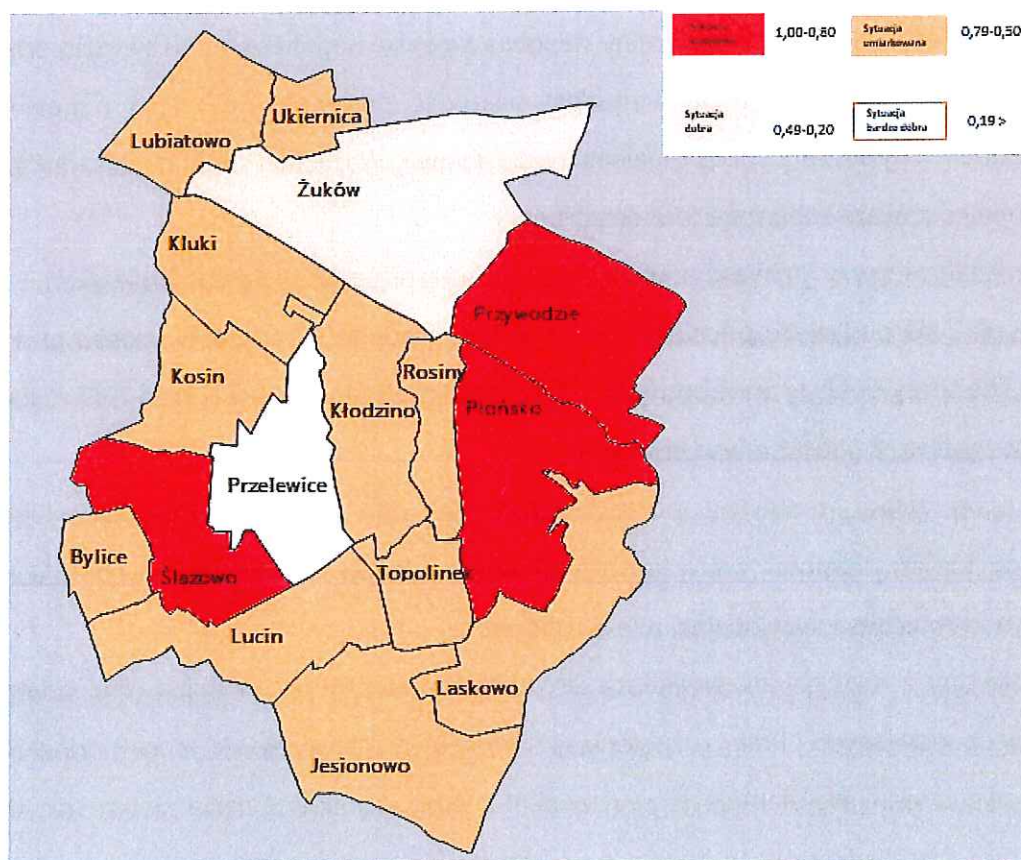 1,00-0,80
Sytuacja
umiarkowana
0,79-0,50
Sytuacja
dobra
0,49-0,20
Sytuacja
bardzo dobra
0,19 >
Ukiernica
Lubiatowo
Żuków
Kluki
Przywodzie
Kosin
Rosiny
Kłodzino
Płońsko
Przelewice
Bylice
Topolinek
Ślazowo
Lucin
Laskowo
Jesionowo